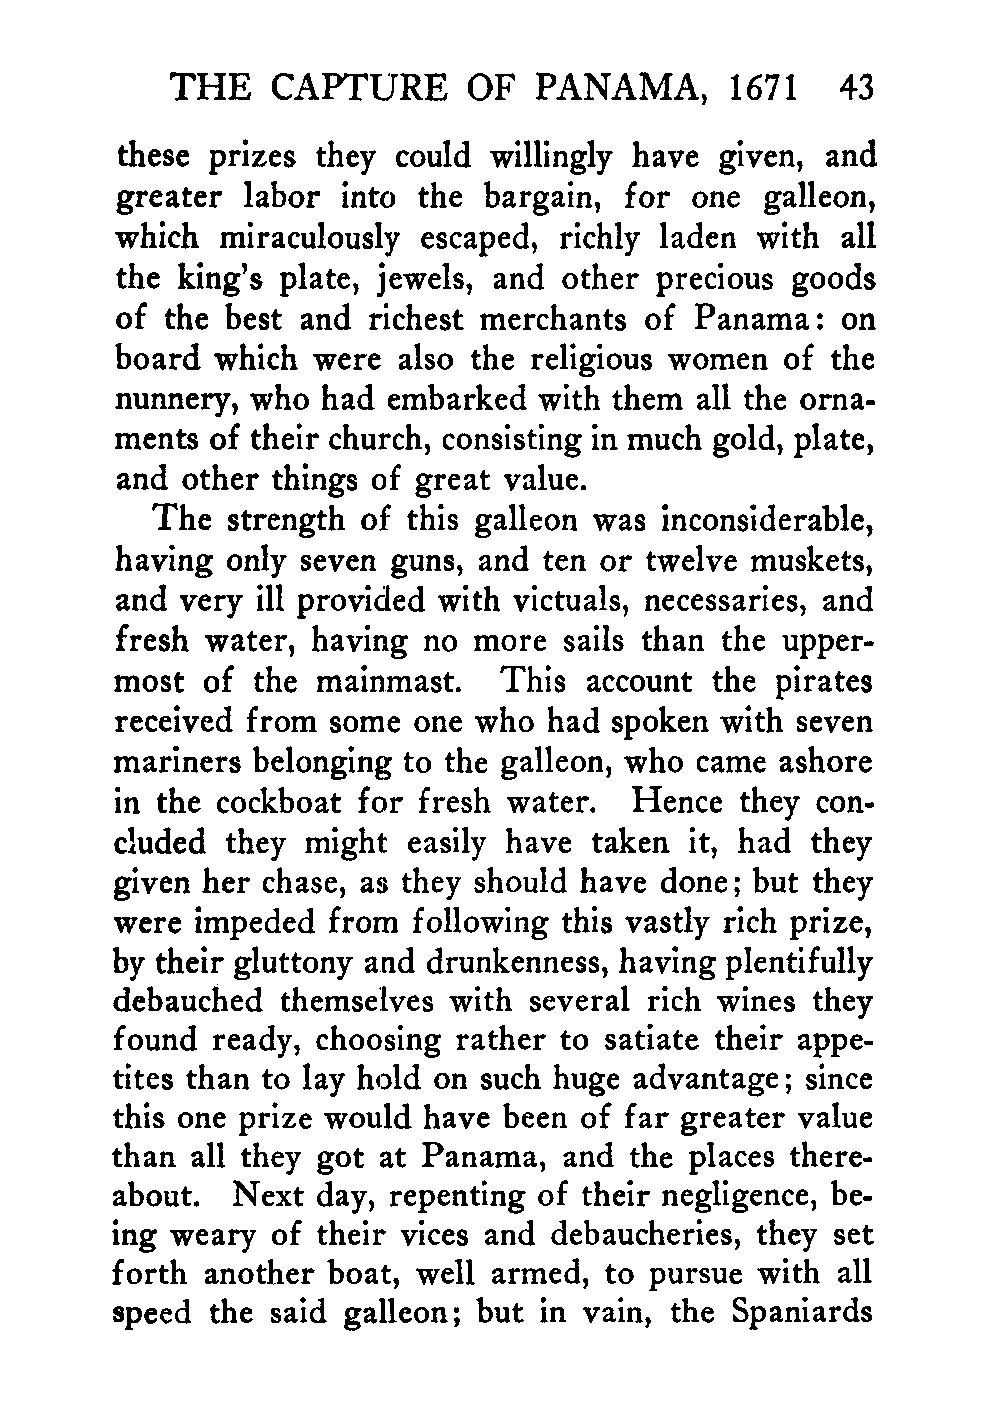 THE CAPTURE OF PANAMA, 1671 43
these prizes they could willingly have given, and
greater labor into the bargain, for one galleon,
which miraculously escaped, richly laden with all
the king's plate, jewels, and other precious goods
of the best and richest merchants of Panama: on
board which were also the religious women of the
nunnery, who had embarked with them all the orna-
ments of their church, consisting in much gold, plate,
and other things of great value.
The strength of this galleon was inconsiderable,
having only seven guns, and ten or twelve muskets,
and very ill provided with victuals, necessaries, and
fresh water, having no more sails than the upper-
most of the mainmast. This account the pirates
received from some one who had spoken with seven
mariners belonging to the galleon, who came ashore
in the cockboat for fresh water. Hence they con-
cluded they might easily have taken it, had they
given her chase, as they should have done; but they
were impeded from following this vastly rich prize,
by their gluttony and drunkenness, having plentifully
debauched themselves with several rich wines they
found ready, choosing rather to satiate their appe-
tites than to lay hold on such huge advantage; since
this one prize would have been of far greater value
than all they got at Panama, and the places there-
about. Next day, repenting of their negligence, be-
ing weary of their vices and debaucheries, they set
forth another boat, well armed, to pursue with all
speed the said galleon; but in vain, the Spaniards